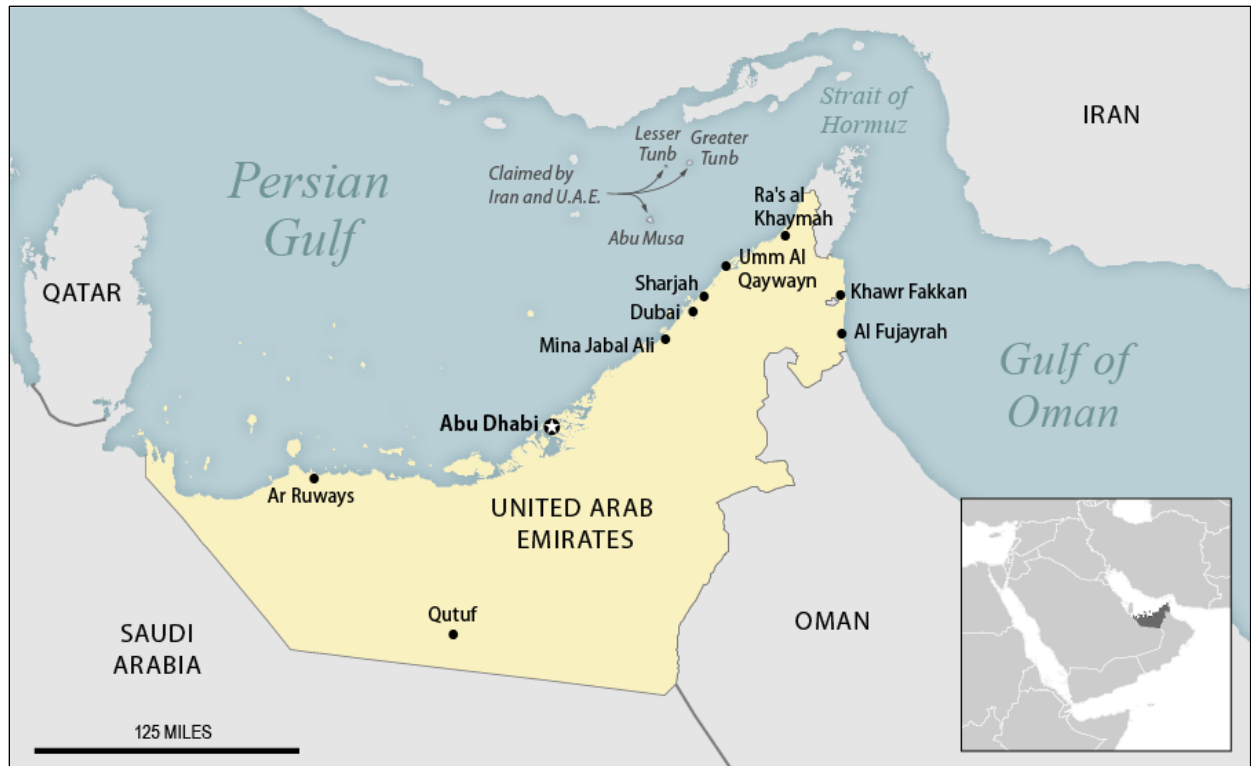 Strait of
Hormuz
IRAN
Lesser
Tunb
Greater
Tunb
Claimed by
Iran and U.A.E.
Abu Musa
Persian
Gulf
Ra's al
Khaymah
Umm Al
Qaywayn
QATAR
Sharjah
Khawr Fakkan
Dubai
Al Fujayrah
Mina Jabal Ali
Gulf of
Oman
Abu Dhabi
Ar Ruways
UNITED ARAB
EMIRATES
Qutuf
OMAN
SAUDI
ARABIA
125 MILES